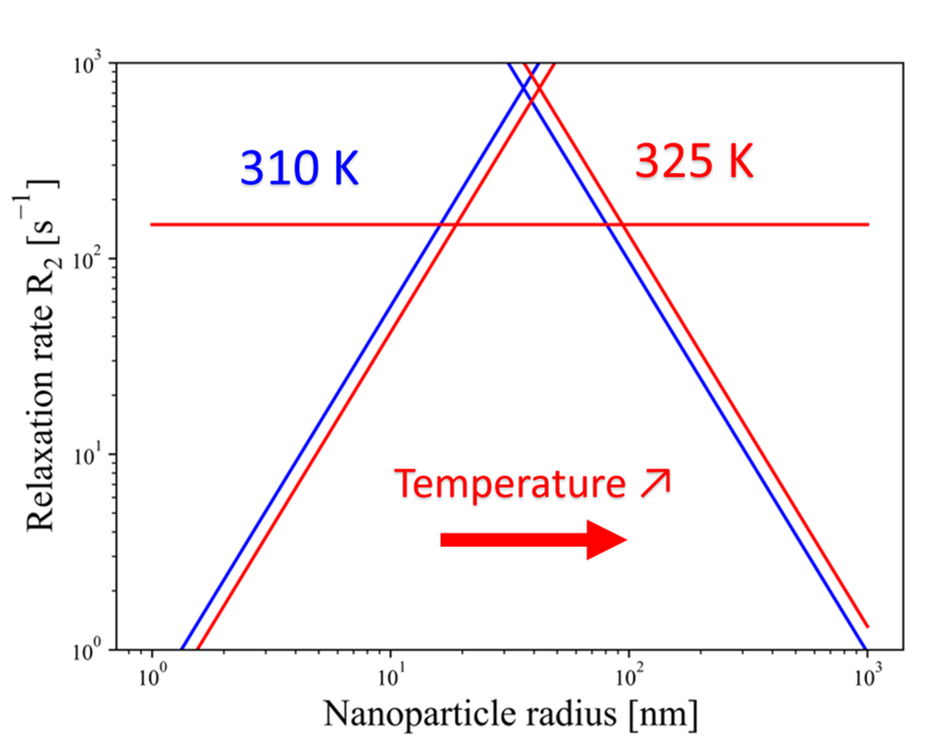 10³
310 K
325 K
10²
Relaxation rate R₂ [s⁻¹]
10¹
Temperature ↗
10⁰
10⁰ 10¹ 10² 10³
Nanoparticle radius [nm]